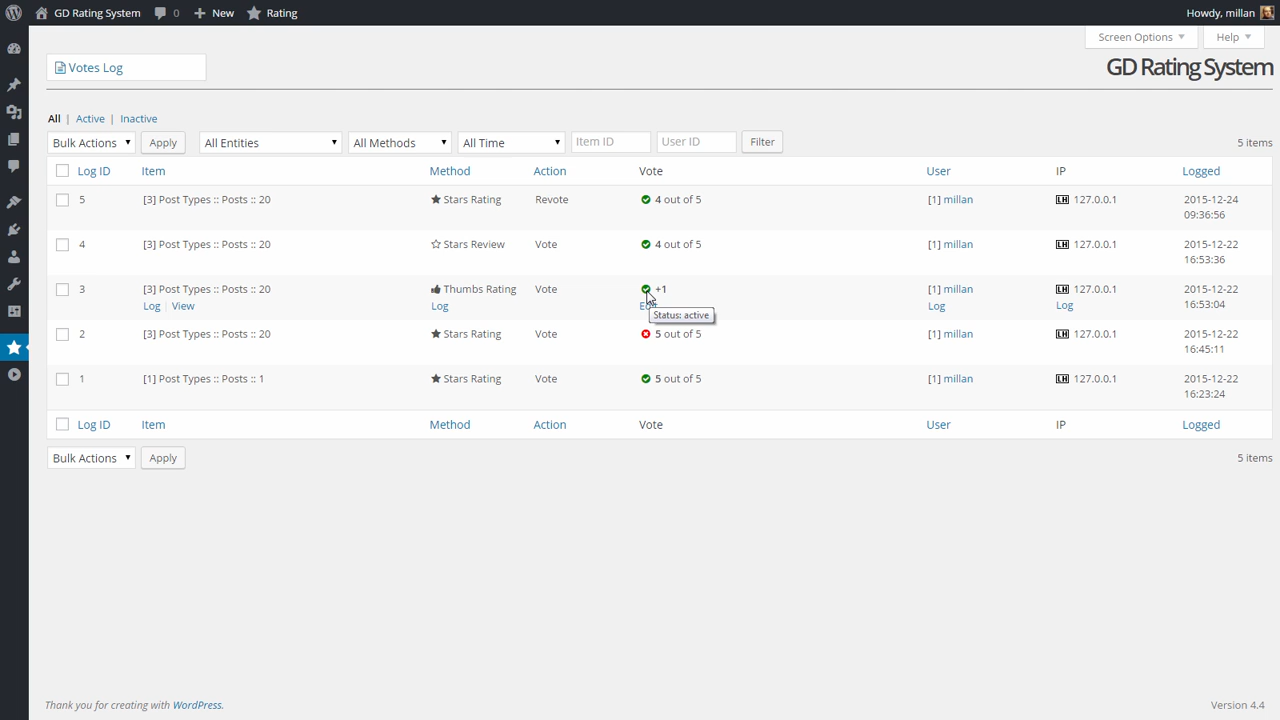 GD Rating System 0 New Rating Howdy, millan
Screen Options Help
Votes Log
GD Rating System
All | Active | Inactive
Bulk Actions Apply All Entities All Methods All Time Item ID User ID Filter 5 items
Log ID Item Method Action Vote User IP Logged
5 [3] Post Types :: Posts :: 20 Stars Rating Revote 4 out of 5 [1] millan LH 127.0.0.1 2015-12-24
09:36:56
4 [3] Post Types :: Posts :: 20 Stars Review Vote 4 out of 5 [1] millan LH 127.0.0.1 2015-12-22
16:53:36
3 [3] Post Types :: Posts :: 20 Thumbs Rating Vote +1 [1] millan LH 127.0.0.1 2015-12-22
Log | View Log Log Log 16:53:04
Status: active
2 [3] Post Types :: Posts :: 20 Stars Rating Vote 5 out of 5 [1] millan LH 127.0.0.1 2015-12-22
16:45:11
1 [1] Post Types :: Posts :: 1 Stars Rating Vote 5 out of 5 [1] millan LH 127.0.0.1 2015-12-22
16:23:24
Log ID Item Method Action Vote User IP Logged
Bulk Actions Apply 5 items
Thank you for creating with WordPress. Version 4.4